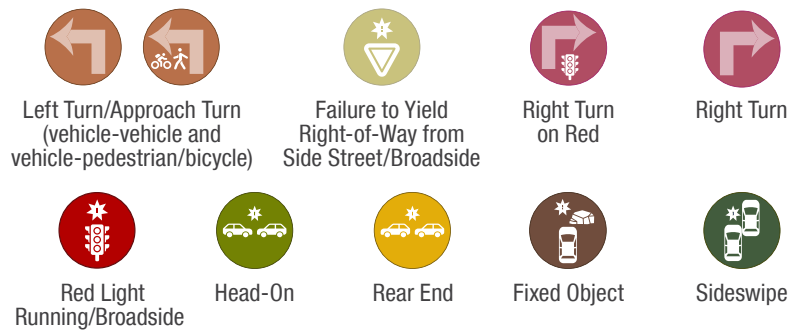 Left Turn/Approach Turn
(vehicle-vehicle and
vehicle-pedestrian/bicycle)
Failure to Yield
Right-of-Way from
Side Street/Broadside
Right Turn
on Red
Right Turn
Red Light
Running/Broadside
Head-On
Rear End
Fixed Object
Sideswipe